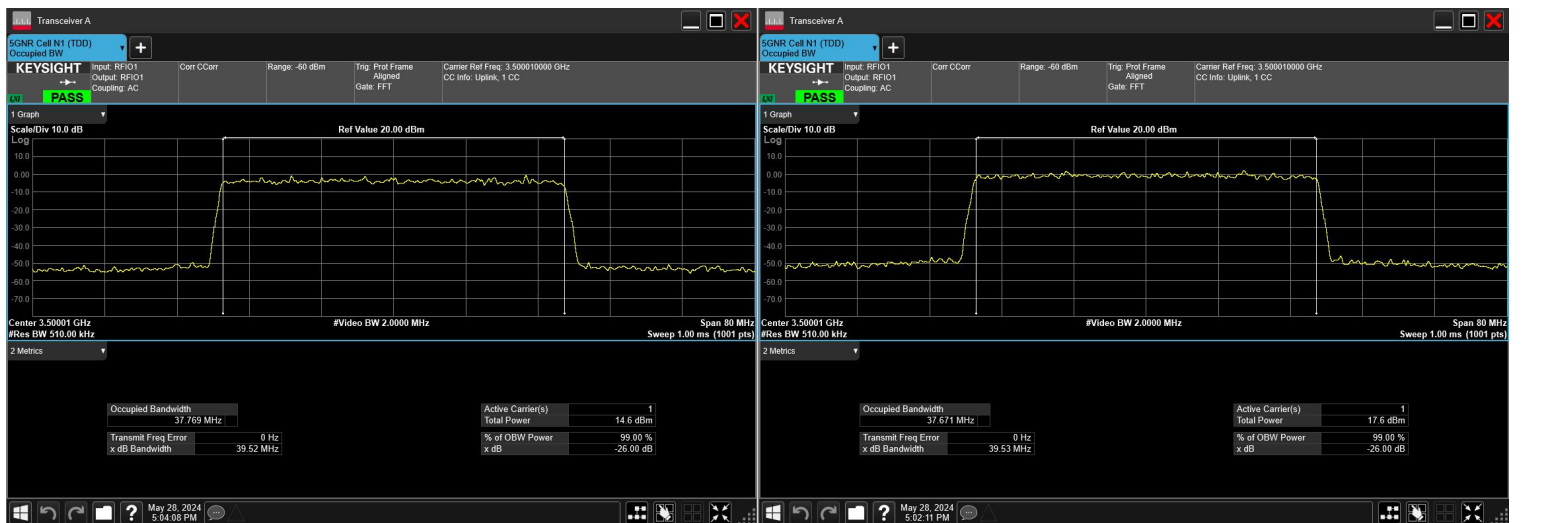 Transceiver A
5GNR Cell N1 (TDD)
Occupied BW
KEYSIGHT
PASS
LXI
Input: RFIO1
Output: RFIO1
Coupling: AC
Corr CCorr
Range: -60 dBm
Trig: Prot Frame
Aligned
Gate: FFT
Carrier Ref Freq: 3.500010000 GHz
CC Info: Uplink, 1 CC
1 Graph
Scale/Div 10.0 dB
Ref Value 20.00 dBm
Log
10.0
0.00
-10.0
-20.0
-30.0
-40.0
-50.0
-60.0
-70.0
Center 3.50001 GHz
#Video BW 2.0000 MHz
Span 80 MHz
#Res BW 510.00 kHz
Sweep 1.00 ms (1001 pts)
2 Metrics
Occupied Bandwidth
37.769 MHz
Transmit Freq Error 0 Hz
x dB Bandwidth 39.52 MHz
Active Carrier(s) 1
Total Power 14.6 dBm
% of OBW Power 99.00 %
x dB -26.00 dB
?
May 28, 2024
5:04:08 PM
Transceiver A
5GNR Cell N1 (TDD)
Occupied BW
KEYSIGHT
PASS
LXI
Input: RFIO1
Output: RFIO1
Coupling: AC
Corr CCorr
Range: -60 dBm
Trig: Prot Frame
Aligned
Gate: FFT
Carrier Ref Freq: 3.500010000 GHz
CC Info: Uplink, 1 CC
1 Graph
Scale/Div 10.0 dB
Ref Value 20.00 dBm
Log
10.0
0.00
-10.0
-20.0
-30.0
-40.0
-50.0
-60.0
-70.0
Center 3.50001 GHz
#Video BW 2.0000 MHz
Span 80 MHz
#Res BW 510.00 kHz
Sweep 1.00 ms (1001 pts)
2 Metrics
Occupied Bandwidth
37.671 MHz
Transmit Freq Error 0 Hz
x dB Bandwidth 39.53 MHz
Active Carrier(s) 1
Total Power 17.6 dBm
% of OBW Power 99.00 %
x dB -26.00 dB
?
May 28, 2024
5:02:11 PM